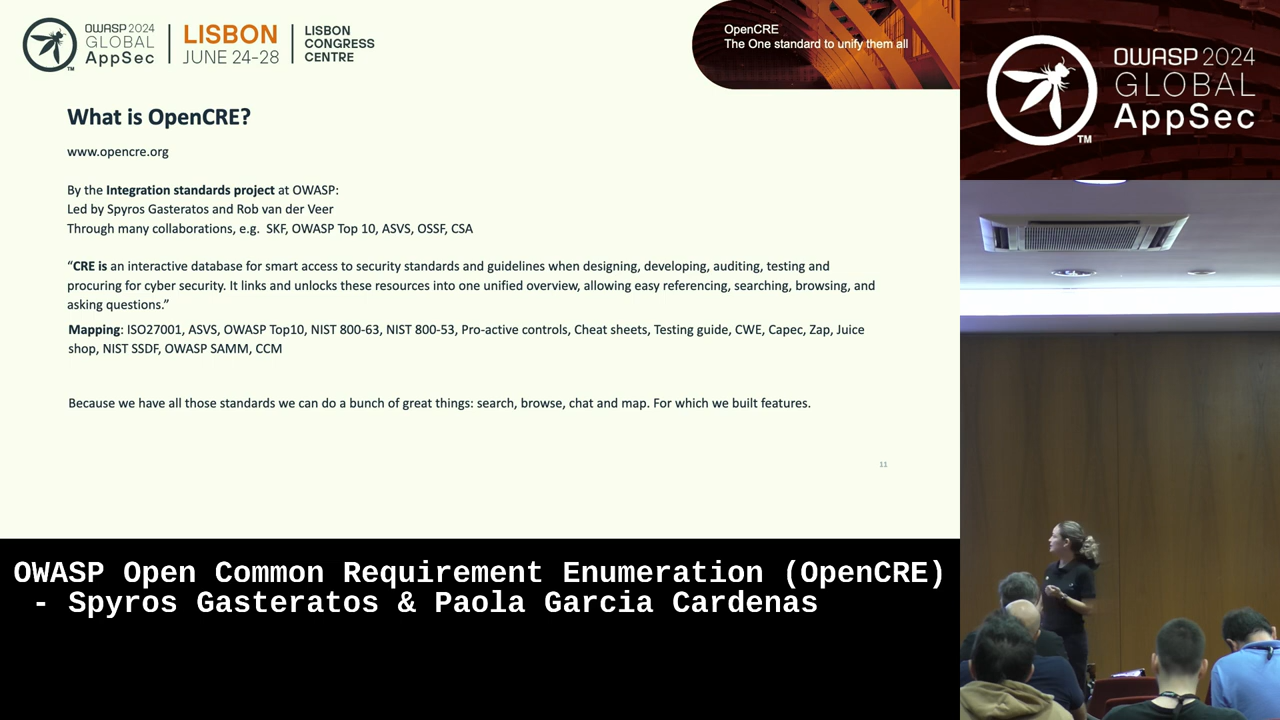 OWASP 2024
GLOBAL
AppSec
TM
LISBON
JUNE 24-28
LISBON
CONGRESS
CENTRE
OpenCRE
The One standard to unify them all
What is OpenCRE?
www.opencre.org
By the Integration standards project at OWASP:
Led by Spyros Gasteratos and Rob van der Veer
Through many collaborations, e.g. SKF, OWASP Top 10, ASVS, OSSF, CSA
“CRE is an interactive database for smart access to security standards and guidelines when designing, developing, auditing, testing and
procuring for cyber security. It links and unlocks these resources into one unified overview, allowing easy referencing, searching, browsing, and
asking questions.”
Mapping: ISO27001, ASVS, OWASP Top10, NIST 800-63, NIST 800-53, Pro-active controls, Cheat sheets, Testing guide, CWE, Capec, Zap, Juice
shop, NIST SSDF, OWASP SAMM, CCM
Because we have all those standards we can do a bunch of great things: search, browse, chat and map. For which we built features.
11
OWASP 2024
GLOBAL
AppSec
TM
OWASP Open Common Requirement Enumeration (OpenCRE)
- Spyros Gasteratos & Paola Garcia Cardenas